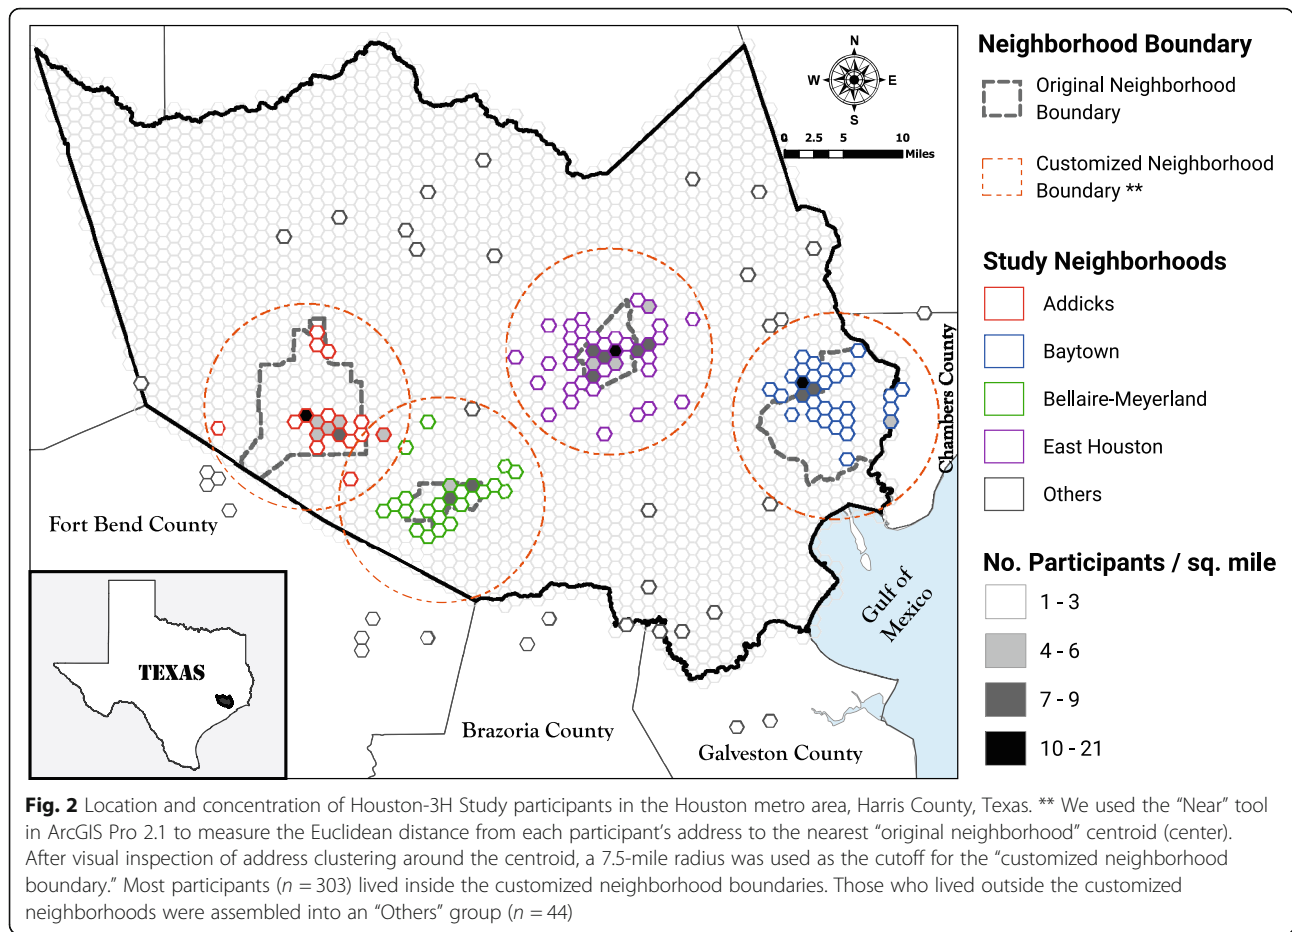 N
W
E
S
0
2.5
5
10
Miles
Fort Bend County
Brazoria County
Galveston County
Chambers County
Gulf of
Mexico
TEXAS
Neighborhood Boundary
Original Neighborhood
Boundary
Customized Neighborhood
Boundary **
Study Neighborhoods
Addicks
Baytown
Bellaire-Meyerland
East Houston
Others
No. Participants / sq. mile
1 - 3
4 - 6
7 - 9
10 - 21
Fig. 2 Location and concentration of Houston-3H Study participants in the Houston metro area, Harris County, Texas. ** We used the “Near” tool
in ArcGIS Pro 2.1 to measure the Euclidean distance from each participant’s address to the nearest “original neighborhood” centroid (center).
After visual inspection of address clustering around the centroid, a 7.5-mile radius was used as the cutoff for the “customized neighborhood
boundary.” Most participants (n = 303) lived inside the customized neighborhood boundaries. Those who lived outside the customized
neighborhoods were assembled into an “Others” group (n = 44)